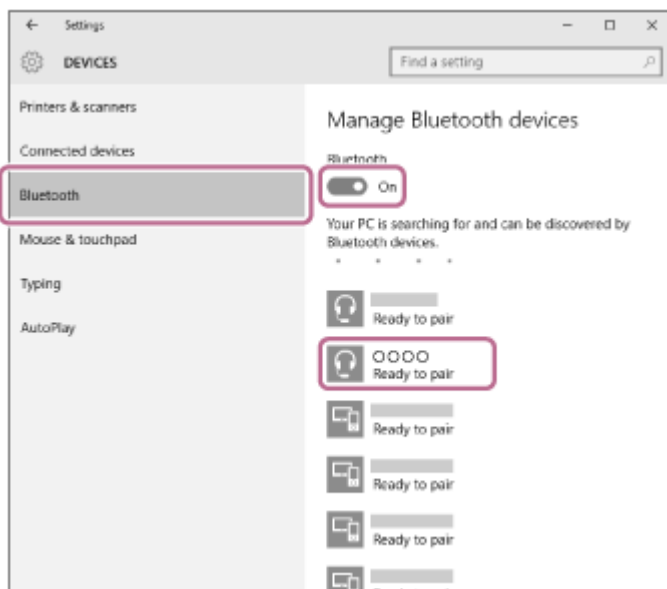 Settings
DEVICES
Find a setting
Printers & scanners
Connected devices
Bluetooth
Mouse & touchpad
Typing
AutoPlay
Manage Bluetooth devices
Bluetooth
On
Your PC is searching for and can be discovered by
Bluetooth devices.
Ready to pair
OOOO
Ready to pair
Ready to pair
Ready to pair
Ready to pair